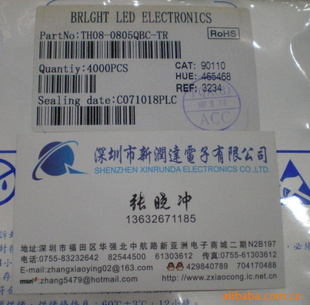 BRLGHT LED ELECTRONICS
PartNo: TH08-0805QBC-TR
RoHS
Quantiy: 4000PCS
CAT: 90110
HUE: 465468
REF: 3234
Sealing date: C071018PLC
ACC
深圳市新潤達電子有限公司
SHENZHEN XINRUNDA ELECTRONICS CO.,LTD.
张晓冲
13632671185
地址:深圳市福田区华强北中航路新亚洲电子商城二期N2B197
电话:0755-83232642 82544500 61303612 传真:0755-61303612
E-mail:zhangxiaoying02@163.com 429840789 704170488
zhang5479@hotmail.com http://www.zxiaocong.ic.net.cn
alibaba.com.cn